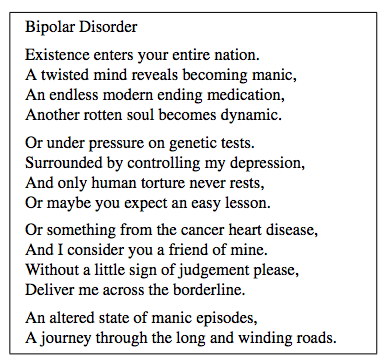 Bipolar Disorder
Existence enters your entire nation.
A twisted mind reveals becoming manic,
An endless modern ending medication,
Another rotten soul becomes dynamic.
Or under pressure on genetic tests.
Surrounded by controlling my depression,
And only human torture never rests,
Or maybe you expect an easy lesson.
Or something from the cancer heart disease,
And I consider you a friend of mine.
Without a little sign of judgement please,
Deliver me across the borderline.
An altered state of manic episodes,
A journey through the long and winding roads.